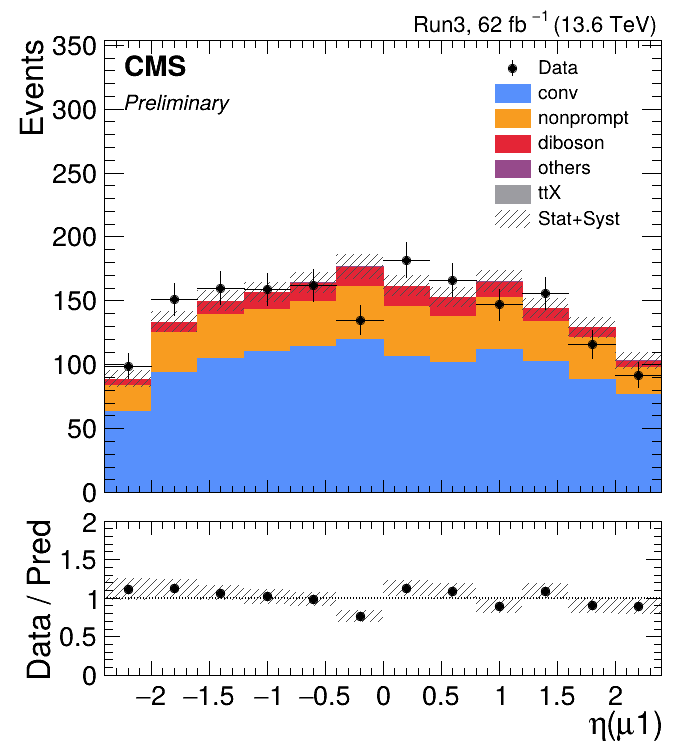 Run3, 62 fb⁻¹ (13.6 TeV)
CMS
Preliminary
Events
350
300
250
200
150
100
50
0
Data
conv
nonprompt
diboson
others
ttX
Stat+Syst
Data / Pred
2
1.5
1
0.5
0
−2 −1.5 −1 −0.5 0 0.5 1 1.5 2
η(μ1)